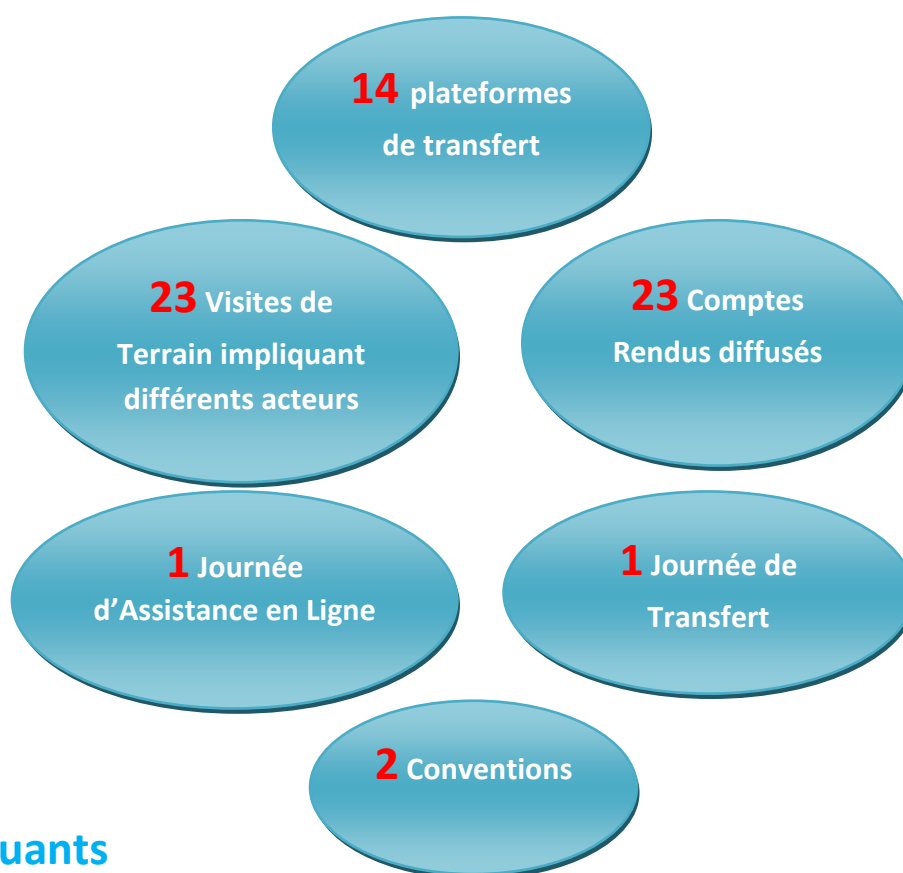 14 plateformes
de transfert
23 Visites de
Terrain impliquant
différents acteurs
23 Comptes
Rendus diffusés
1 Journée
d’Assistance en Ligne
1 Journée de
Transfert
2 Conventions
uants